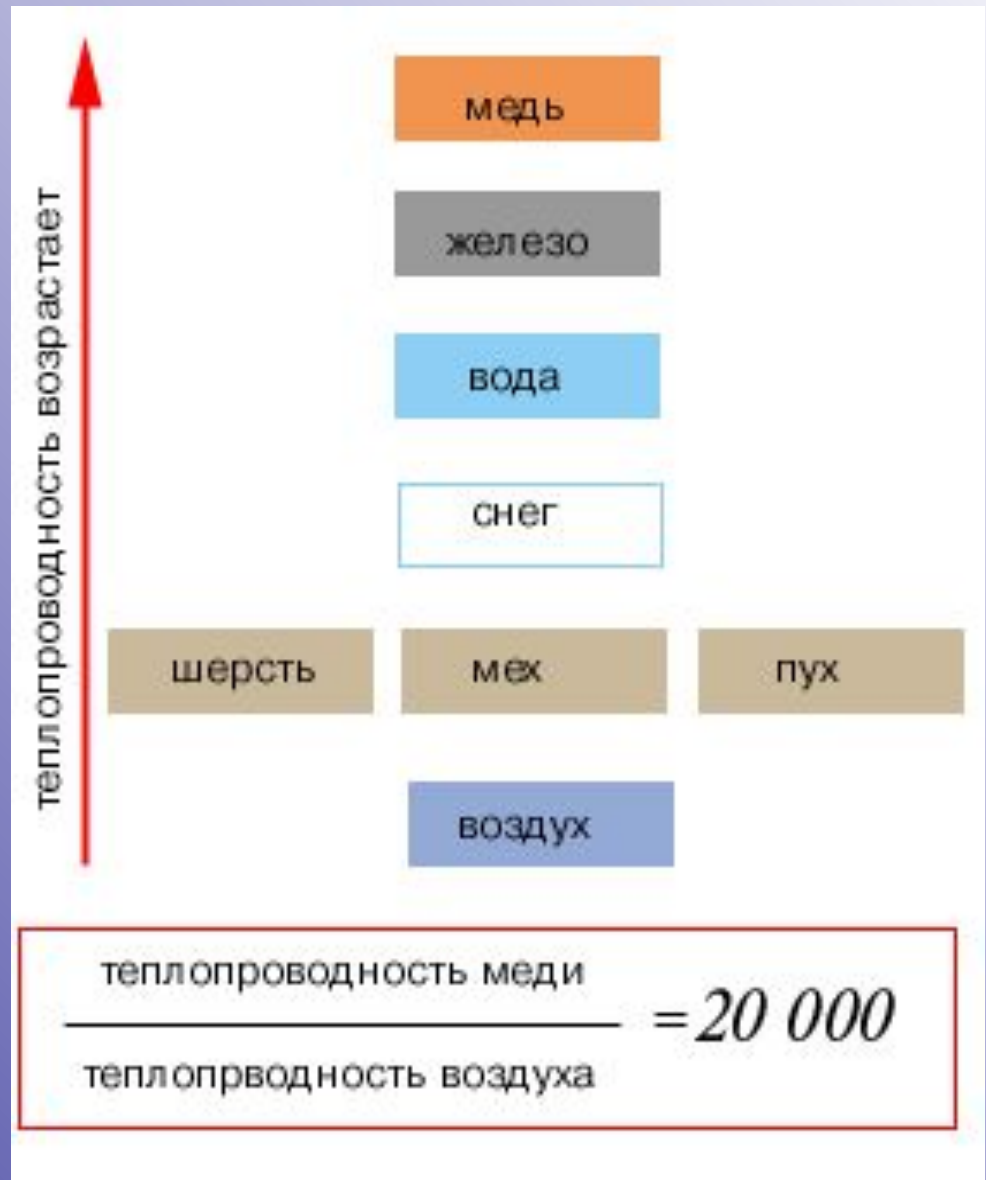 теплопроводность возрастает
медь
железо
вода
снег
шерсть мех пух
воздух
теплопроводность меди
теплопрводность воздуха
= 20 000